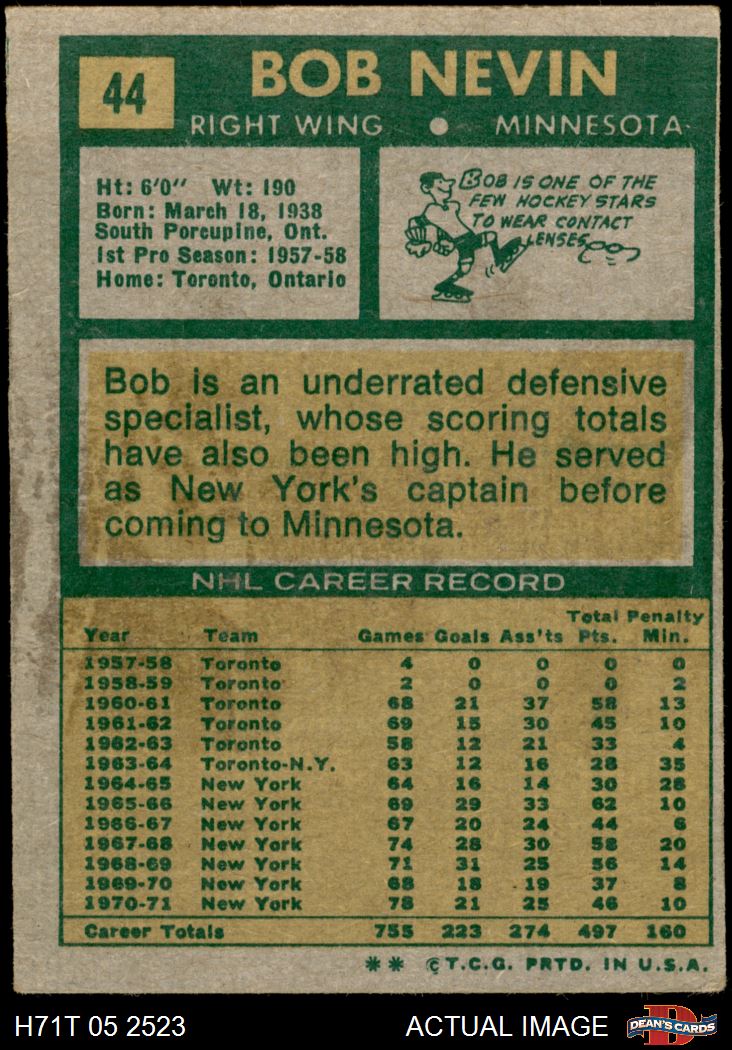 44
BOB NEVIN
RIGHT WING ● MINNESOTA
Ht: 6'0" Wt: 190
Born: March 18, 1938
South Porcupine, Ont.
1st Pro Season: 1957-58
Home: Toronto, Ontario
BOB IS ONE OF THE
FEW HOCKEY STARS
TO WEAR CONTACT
LENSES
Bob is an underrated defensive
specialist, whose scoring totals
have also been high. He served
as New York's captain before
coming to Minnesota.
NHL CAREER RECORD
Total Penalty
Year Team Games Goals Ass'ts Pts. Min.
1957-58 Toronto 4 0 0 0 0
1958-59 Toronto 2 0 0 0 2
1960-61 Toronto 68 21 37 58 13
1961-62 Toronto 69 15 30 45 10
1962-63 Toronto 58 12 21 33 4
1963-64 Toronto-N.Y. 63 12 16 28 35
1964-65 New York 64 16 14 30 28
1965-66 New York 69 29 33 62 10
1966-67 New York 67 20 24 44 6
1967-68 New York 74 28 30 58 20
1968-69 New York 71 31 25 56 14
1969-70 New York 68 18 19 37 8
1970-71 New York 78 21 25 46 10
Career Totals 755 223 274 497 160
** © T.C.G. PRTD. IN U.S.A.
H71T 05 2523 ACTUAL IMAGE
DEAN'S CARDS